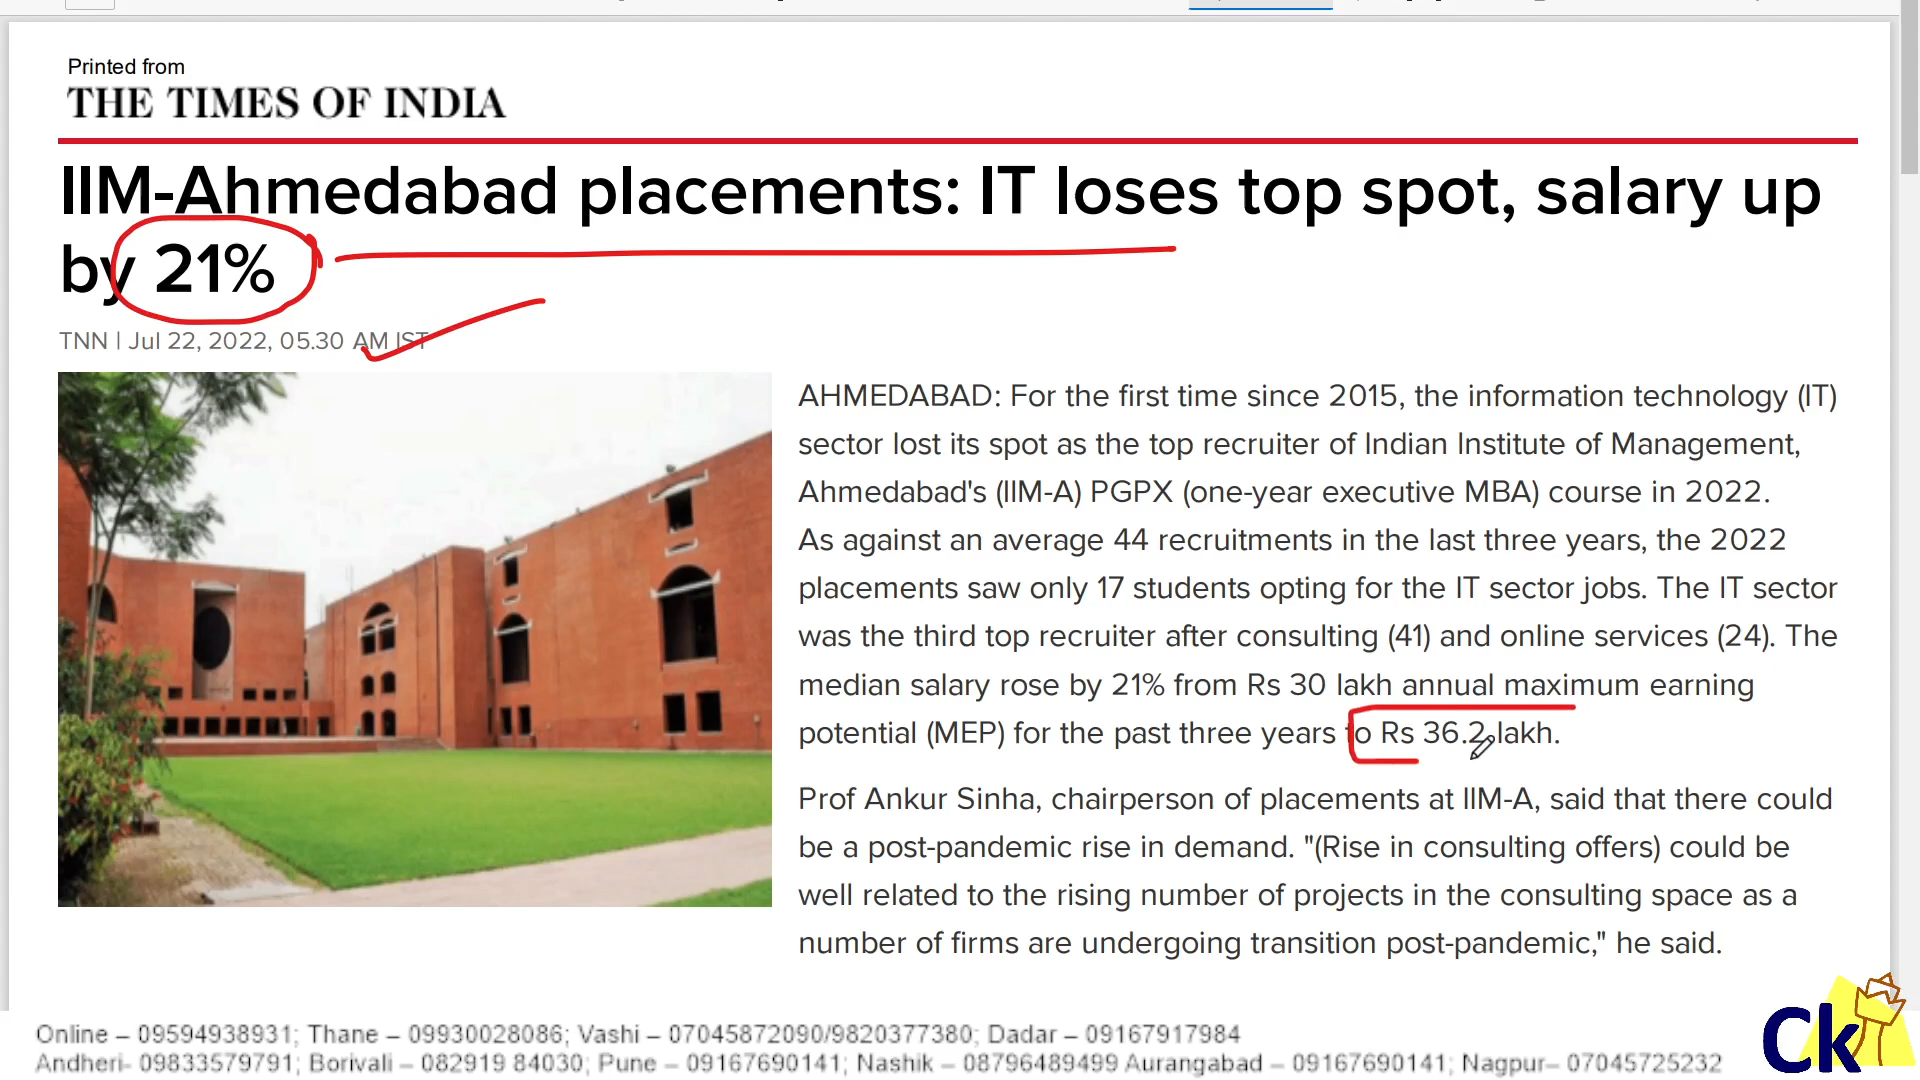 Printed from
THE TIMES OF INDIA
IIM-Ahmedabad placements: IT loses top spot, salary up
by 21%
TNN | Jul 22, 2022, 05.30 AM IST
AHMEDABAD: For the first time since 2015, the information technology (IT)
sector lost its spot as the top recruiter of Indian Institute of Management,
Ahmedabad's (IIM-A) PGPX (one-year executive MBA) course in 2022.
As against an average 44 recruitments in the last three years, the 2022
placements saw only 17 students opting for the IT sector jobs. The IT sector
was the third top recruiter after consulting (41) and online services (24). The
median salary rose by 21% from Rs 30 lakh annual maximum earning
potential (MEP) for the past three years to Rs 36.2 lakh.
Prof Ankur Sinha, chairperson of placements at IIM-A, said that there could
be a post-pandemic rise in demand. "(Rise in consulting offers) could be
well related to the rising number of projects in the consulting space as a
number of firms are undergoing transition post-pandemic," he said.
Online – 09594938931; Thane – 09930028086; Vashi – 07045872090/9820377380; Dadar – 09167917984
Andheri- 09833579791; Borivali – 082919 84030; Pune – 09167690141; Nashik – 08796489499 Aurangabad – 09167690141; Nagpur– 07045725232
Ck